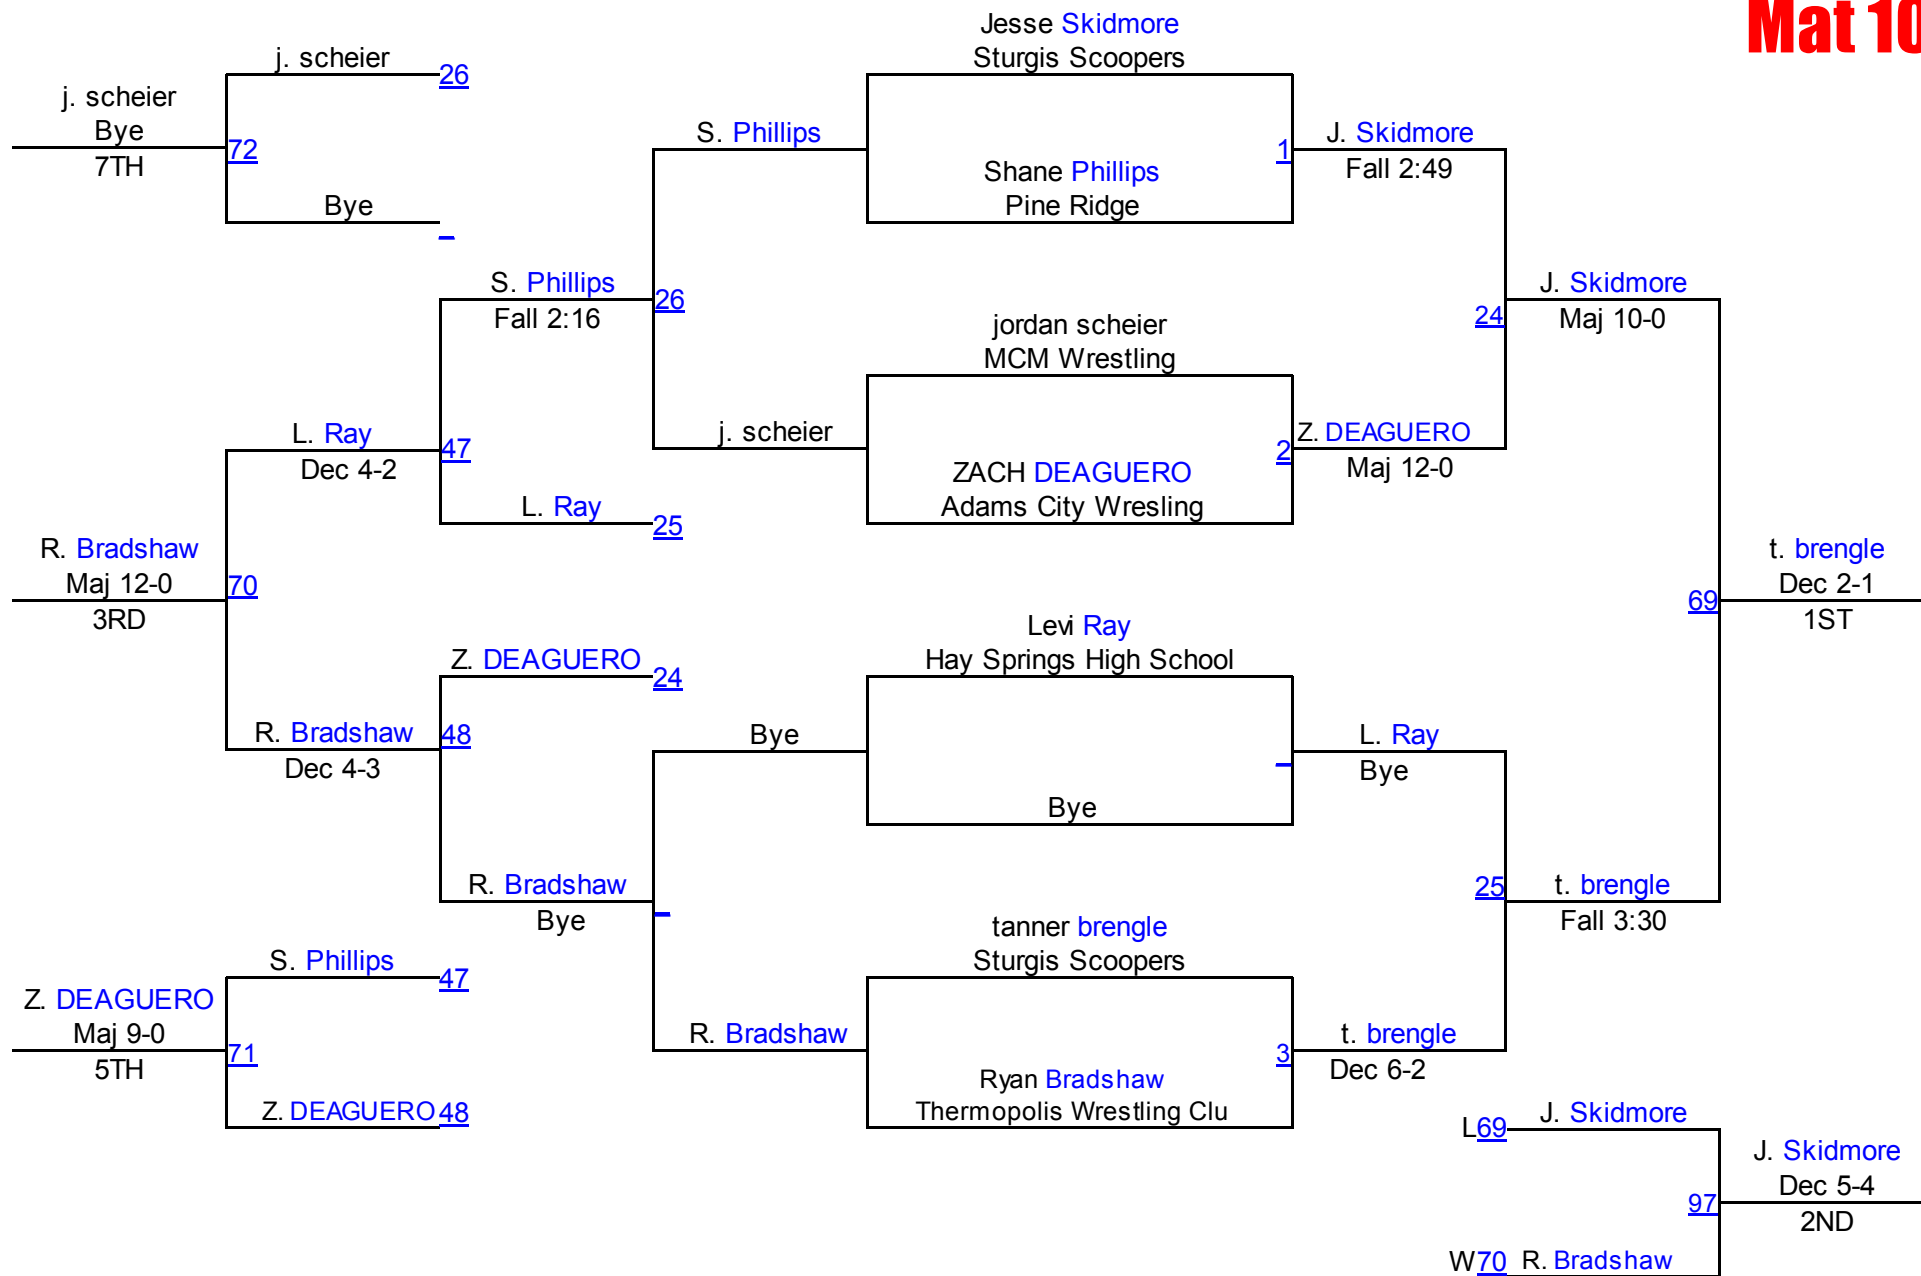 Mat 10
Jesse Skidmore
Sturgis Scoopers
j. scheier
26
j. scheier
Bye
7TH
72
Bye
S. Phillips
Shane Phillips
Pine Ridge
1
J. Skidmore
Fall 2:49
S. Phillips
Fall 2:16
26
jordan scheier
MCM Wrestling
24
J. Skidmore
Maj 10-0
L. Ray
Dec 4-2
47
j. scheier
ZACH DEAGUERO
Adams City Wresling
2
Z. DEAGUERO
Maj 12-0
L. Ray
25
R. Bradshaw
Maj 12-0
3RD
70
69
t. brengle
Dec 2-1
1ST
Levi Ray
Hay Springs High School
Z. DEAGUERO
24
R. Bradshaw
Dec 4-3
48
Bye
Bye
L. Ray
Bye
R. Bradshaw
Bye
25
t. brengle
Fall 3:30
tanner brengle
Sturgis Scoopers
S. Phillips
47
Z. DEAGUERO
Maj 9-0
5TH
71
Z. DEAGUERO
48
R. Bradshaw
Ryan Bradshaw
Thermopolis Wrestling Clu
3
t. brengle
Dec 6-2
L69
J. Skidmore
97
J. Skidmore
Dec 5-4
2ND
W70
R. Bradshaw